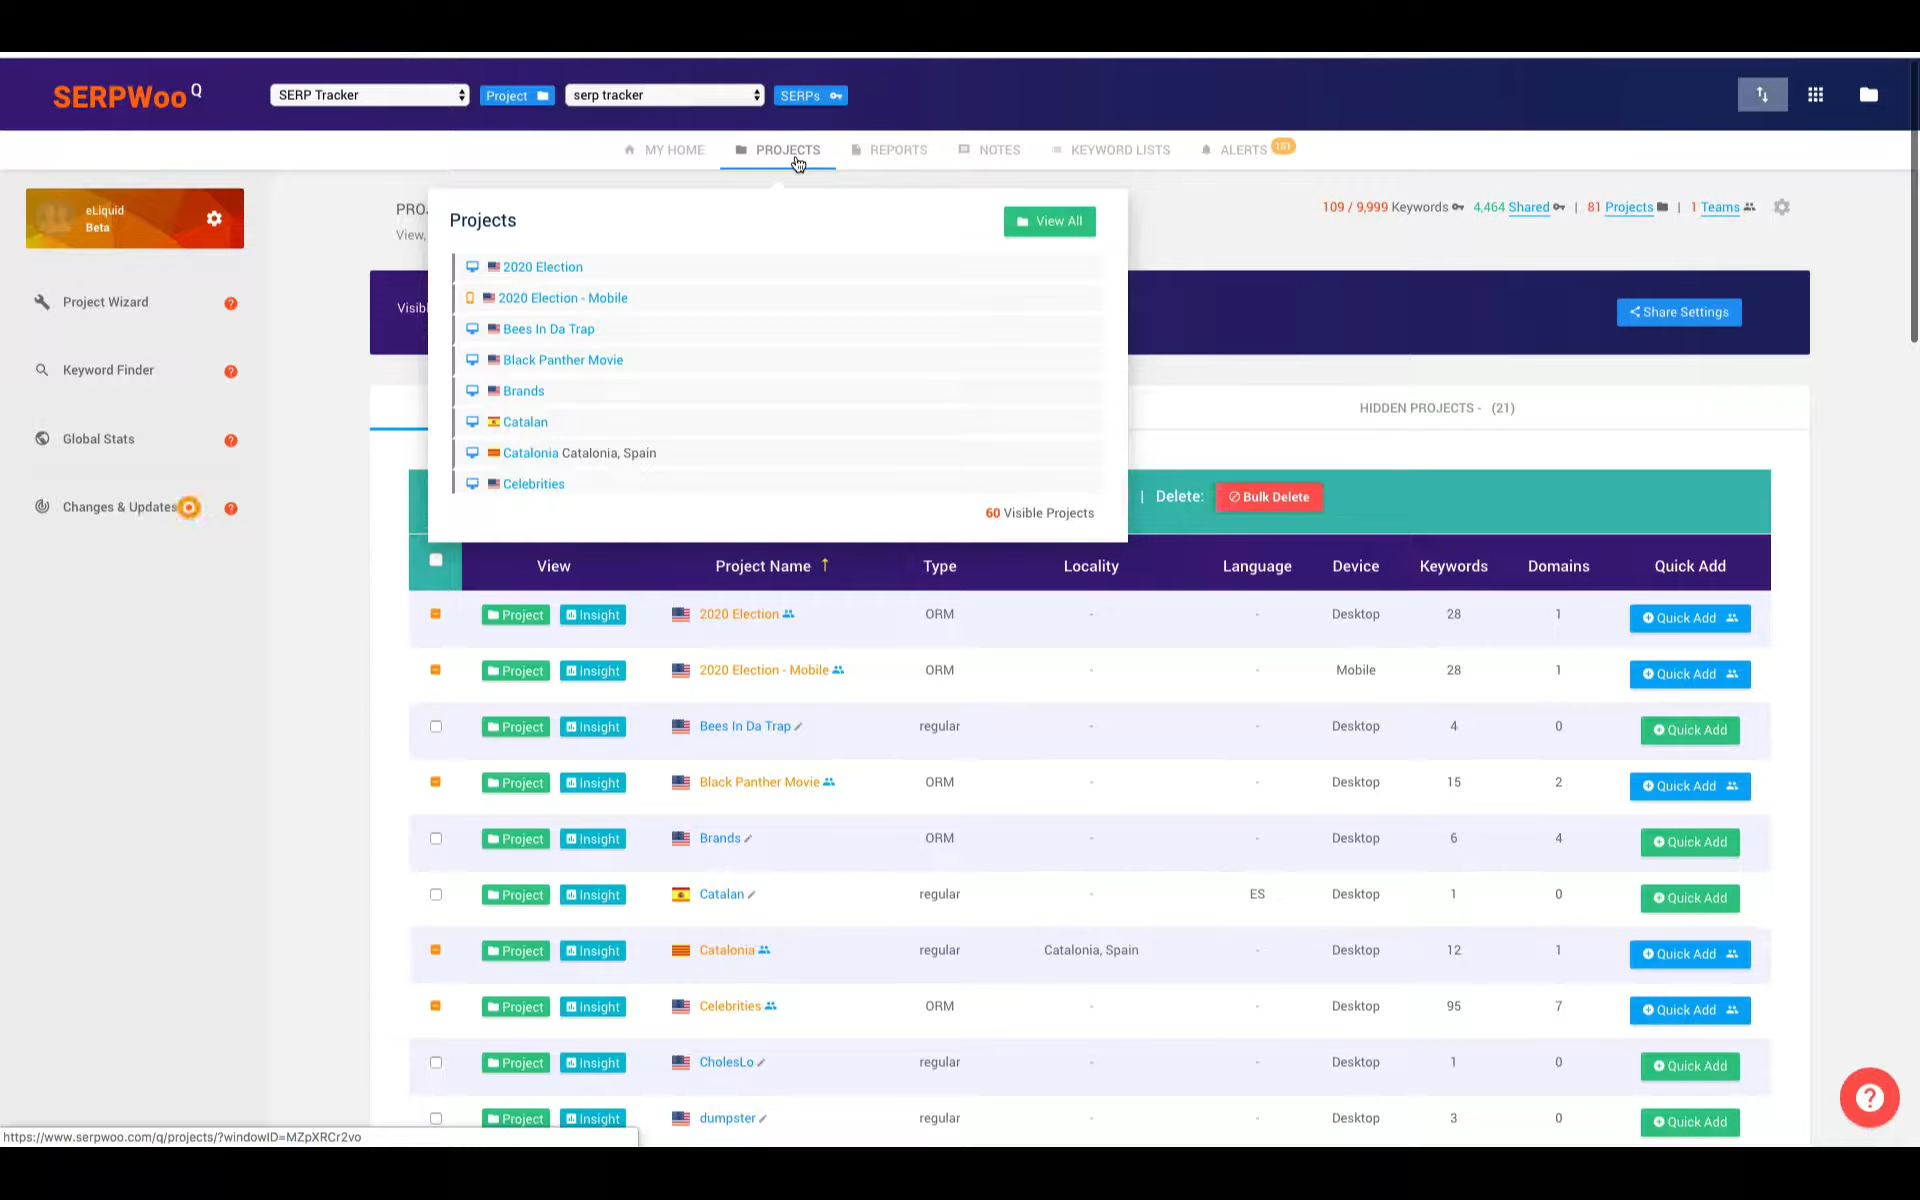 SERPWoo Q
SERP Tracker
Project
serp tracker
SERPs
MY HOME
PROJECTS
REPORTS
NOTES
KEYWORD LISTS
ALERTS 151
eLiquid
Beta
Project Wizard
Keyword Finder
Global Stats
Changes & Updates
PRO
View,
109 / 9,999 Keywords 4,464 Shared | 81 Projects | 1 Teams
Projects
View All
2020 Election
2020 Election - Mobile
Bees In Da Trap
Black Panther Movie
Brands
Catalan
Catalonia Catalonia, Spain
Celebrities
60 Visible Projects
Visibl
Share Settings
HIDDEN PROJECTS - (21)
| Delete: Bulk Delete
View Project Name ↑ Type Locality Language Device Keywords Domains Quick Add
Project Insight 2020 Election ORM - - Desktop 28 1 Quick Add
Project Insight 2020 Election - Mobile ORM - - Mobile 28 1 Quick Add
Project Insight Bees In Da Trap regular - - Desktop 4 0 Quick Add
Project Insight Black Panther Movie ORM - - Desktop 15 2 Quick Add
Project Insight Brands ORM - - Desktop 6 4 Quick Add
Project Insight Catalan regular - ES Desktop 1 0 Quick Add
Project Insight Catalonia regular Catalonia, Spain - Desktop 12 1 Quick Add
Project Insight Celebrities ORM - - Desktop 95 7 Quick Add
Project Insight CholesLo regular - - Desktop 1 0 Quick Add
Project Insight dumpster regular - - Desktop 3 0 Quick Add
https://www.serpwoo.com/q/projects/?windowID=MZpXRCr2vo